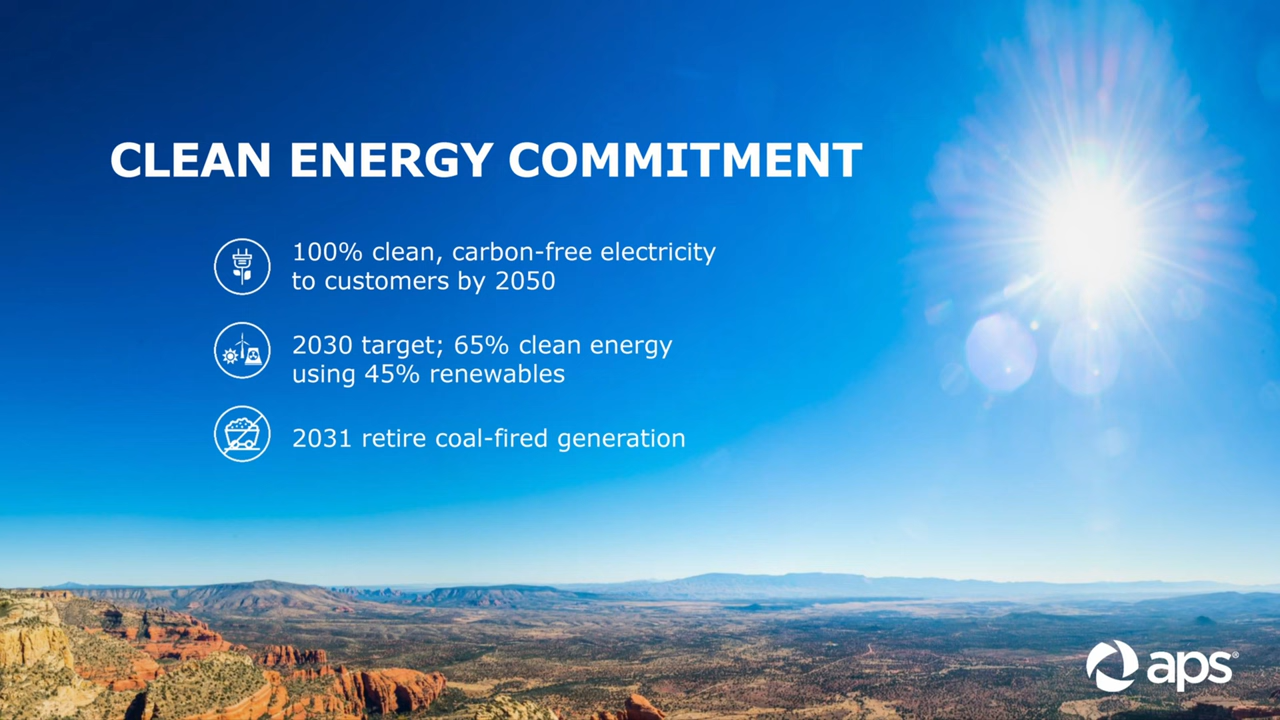 CLEAN ENERGY COMMITMENT
100% clean, carbon-free electricity
to customers by 2050
2030 target; 65% clean energy
using 45% renewables
2031 retire coal-fired generation
aps®